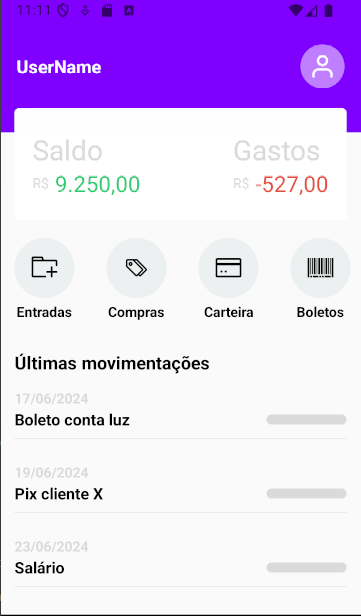 11:11
UserName
Saldo Gastos
R$ 9.250,00 R$ -527,00
Entradas Compras Carteira Boletos
Últimas movimentações
17/06/2024
Boleto conta luz
19/06/2024
Pix cliente X
23/06/2024
Salário